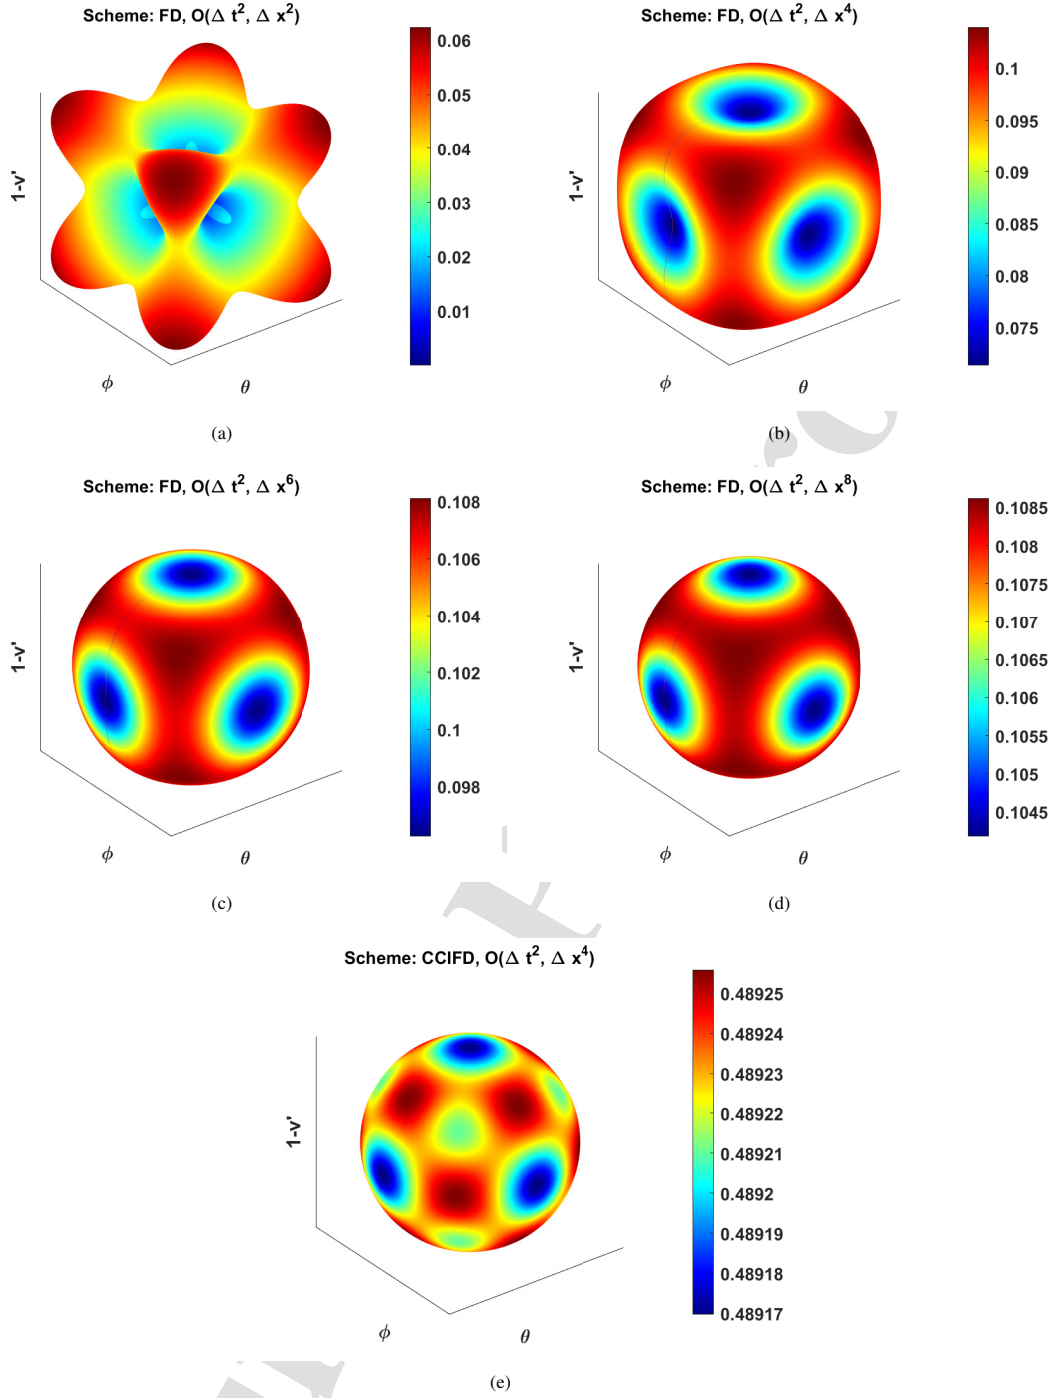 Scheme: FD, O(Δ t², Δ x²)
0.06
0.05
0.04
0.03
0.02
0.01
1-v'
ϕ
θ
(a)
Scheme: FD, O(Δ t², Δ x⁴)
0.1
0.095
0.09
0.085
0.08
0.075
1-v'
ϕ
θ
(b)
Scheme: FD, O(Δ t², Δ x⁶)
0.108
0.106
0.104
0.102
0.1
0.098
1-v'
ϕ
θ
(c)
Scheme: FD, O(Δ t², Δ x⁸)
0.1085
0.108
0.1075
0.107
0.1065
0.106
0.1055
0.105
0.1045
1-v'
ϕ
θ
(d)
Scheme: CCIFD, O(Δ t², Δ x⁴)
0.48925
0.48924
0.48923
0.48922
0.48921
0.4892
0.48919
0.48918
0.48917
1-v'
ϕ
θ
(e)